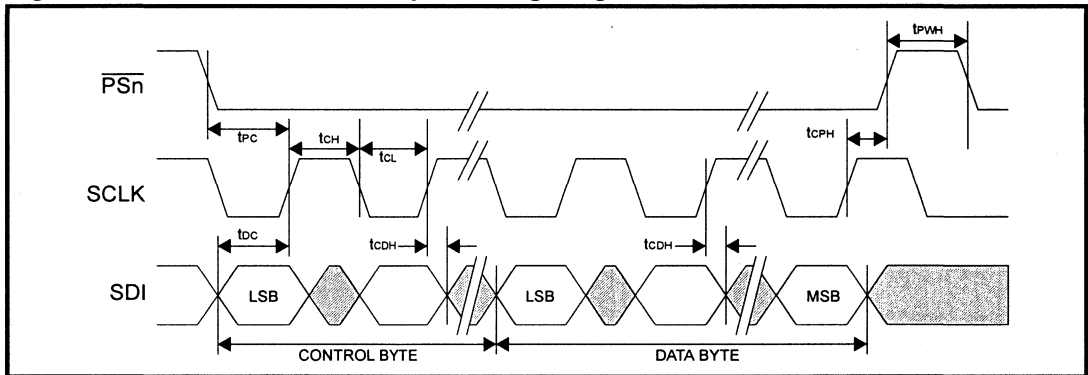 tPWH
PSn
tPC
tCH
tCL
tCPH
SCLK
tDC
tCDH
tCDH
SDI
LSB
LSB
MSB
CONTROL BYTE
DATA BYTE